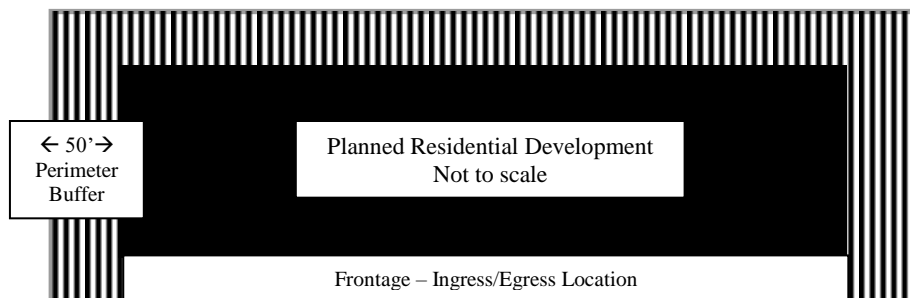 ← 50’→
Perimeter
Buffer
Planned Residential Development
Not to scale
Frontage – Ingress/Egress Location